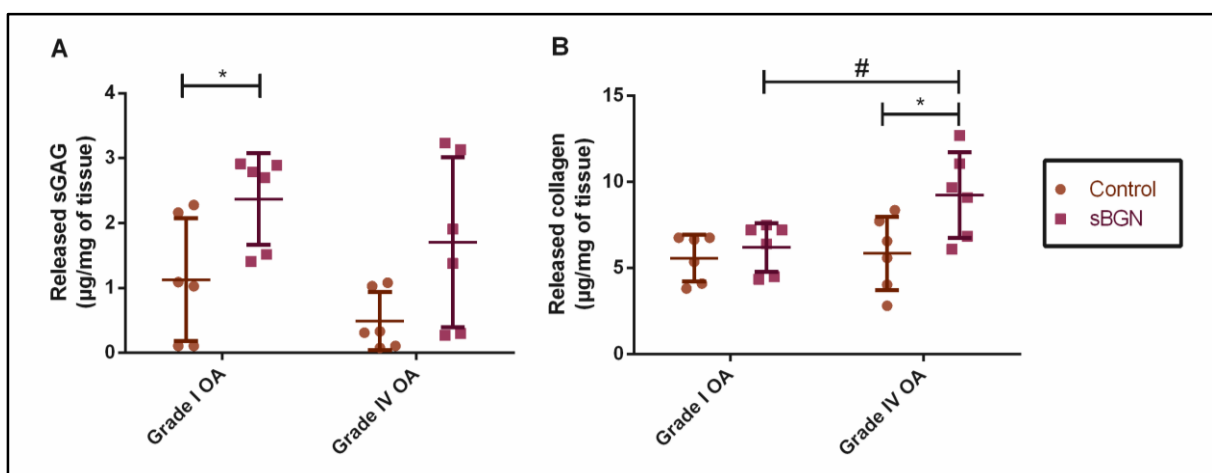 A
Released sGAG
(µg/mg of tissue)
4
3
2
1
0
*
Grade I OA
Grade IV OA
B
Released collagen
(µg/mg of tissue)
15
10
5
0
#
*
Grade I OA
Grade IV OA
Control
sBGN